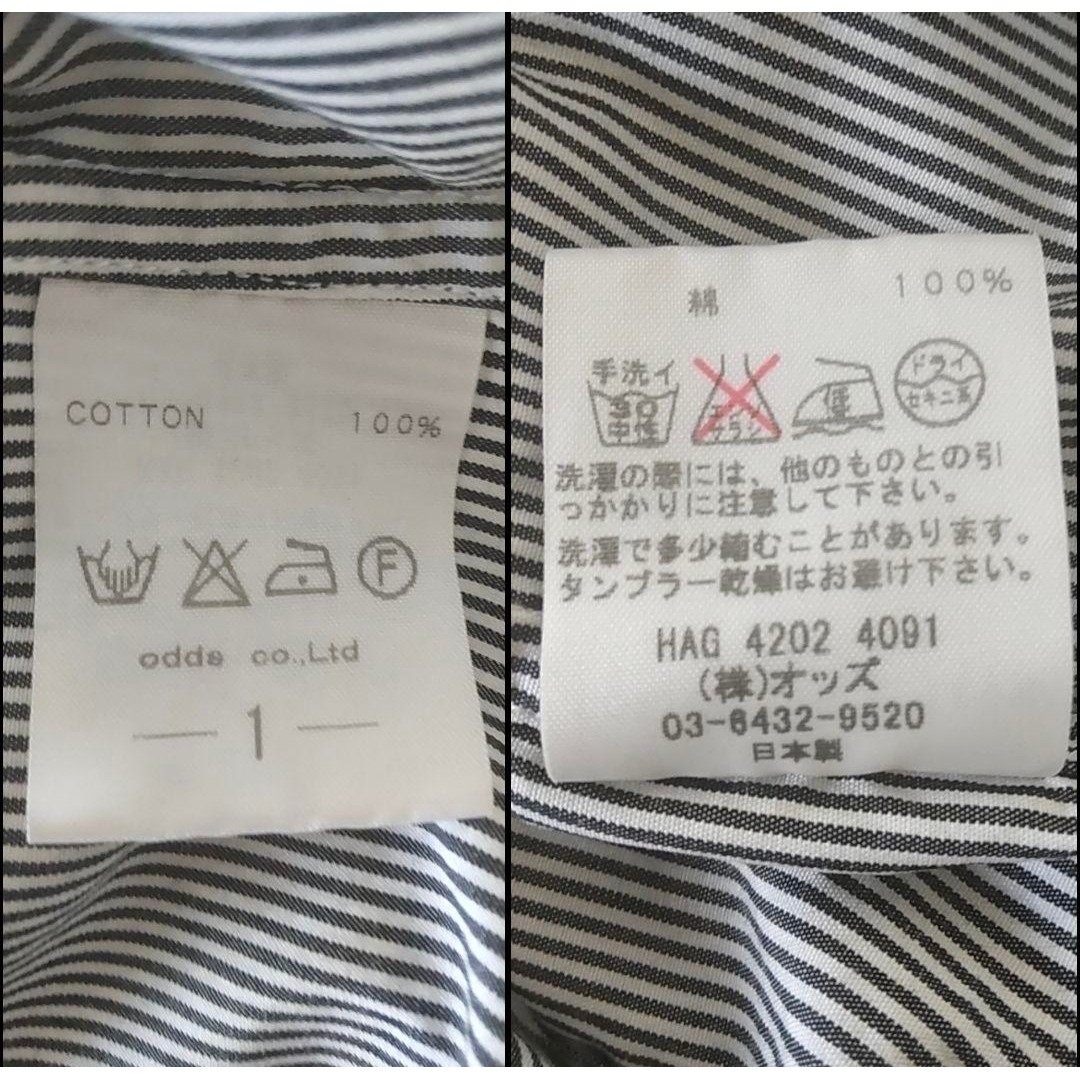 COTTON 100%
F
odds co.,Ltd
1
綿 100%
手洗イ
30
中性
エンソ
サラシ
ドライ
セキユ系
洗濯の際には、他のものとの引
っかかりに注意して下さい。
洗濯で多少縮むことがあります。
タンブラー乾燥はお避け下さい。
HAG 4202 4091
(株)オッズ
03-6432-9520
日本製